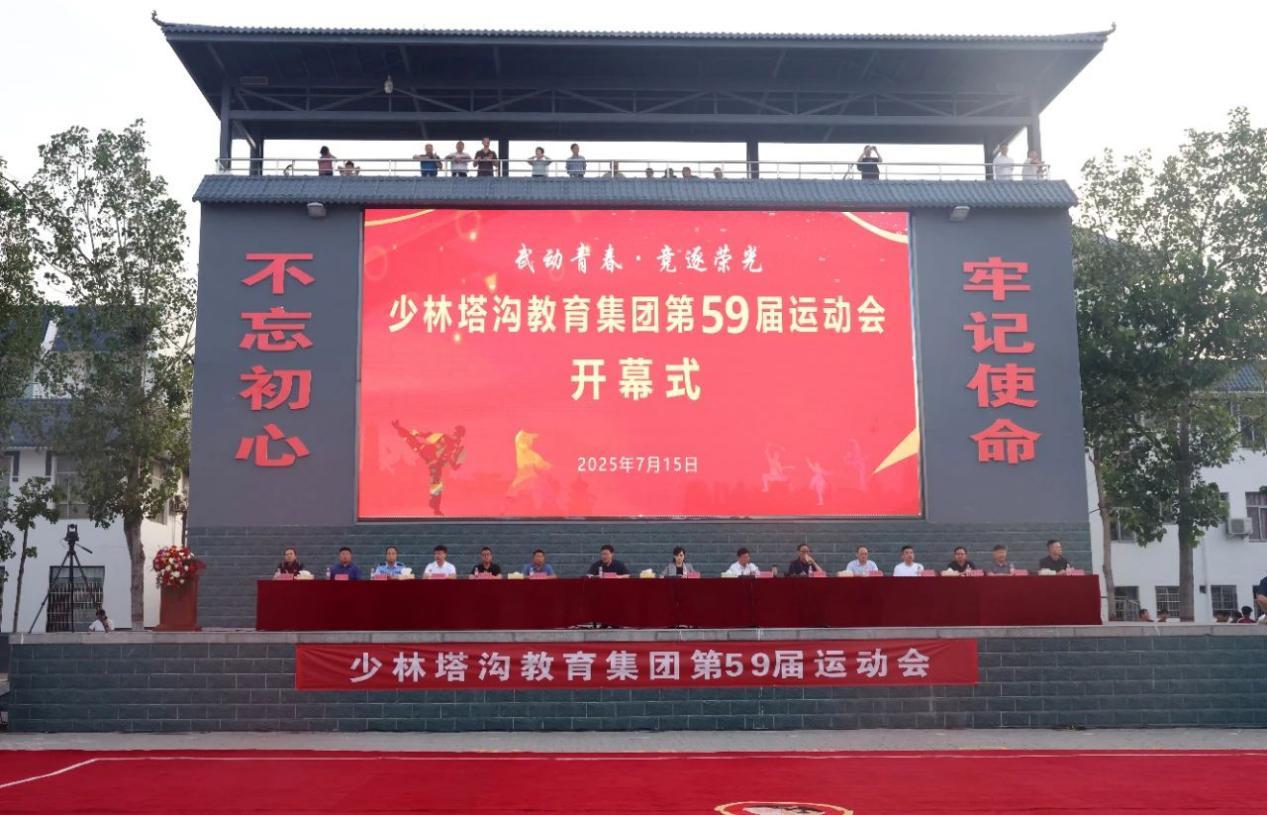 武动青春·竞逐荣光
少林塔沟教育集团第59届运动会
开幕式
2025年7月15日
不忘初心
牢记使命
少林塔沟教育集团第59届运动会